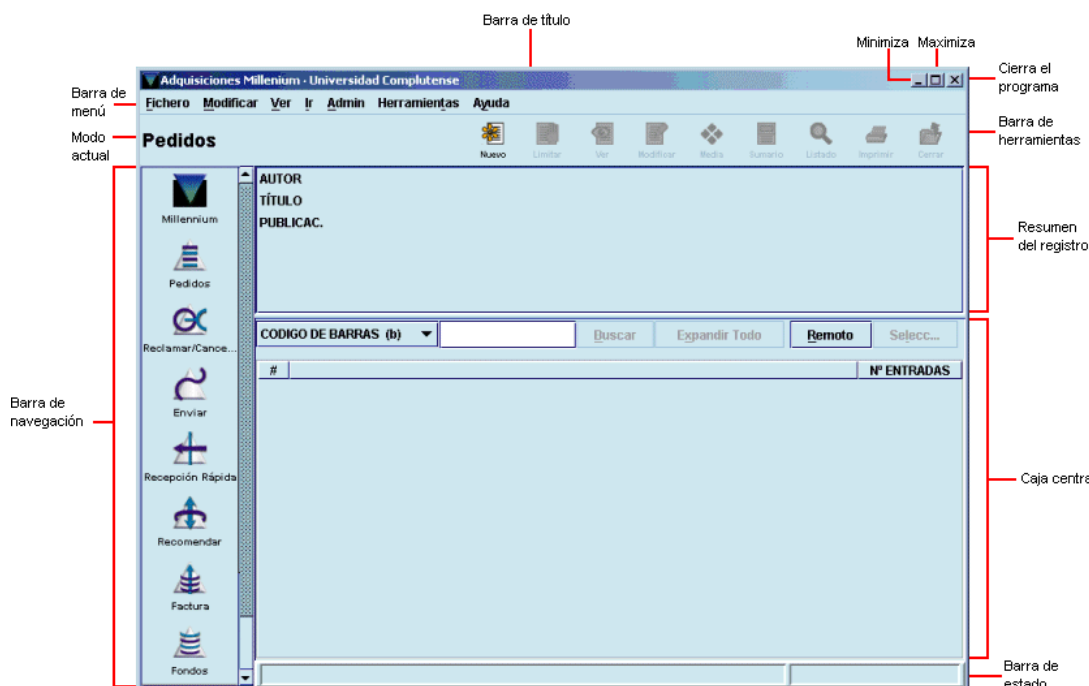 Barra de título
Minimiza Maximiza
Cierra el
programa
Adquisiciones Millenium - Universidad Complutense
Barra de
menú
Fichero Modificar Ver Ir Admin Herramientas Ayuda
Modo
actual
Pedidos
Nuevo Limitar Ver Modificar Media Sumario Listado Imprimir Cerrar
Barra de
herramientas
Millennium
Pedidos
Reclamar/Cance...
Enviar
Recepción Rápida
Recomendar
Factura
Fondos
Barra de
navegación
AUTOR
TÍTULO
PUBLICAC.
Resumen
del registro
CODIGO DE BARRAS (b) Buscar Expandir Todo Remoto Selecc...
# Nº ENTRADAS
Caja centra
Barra de
estado